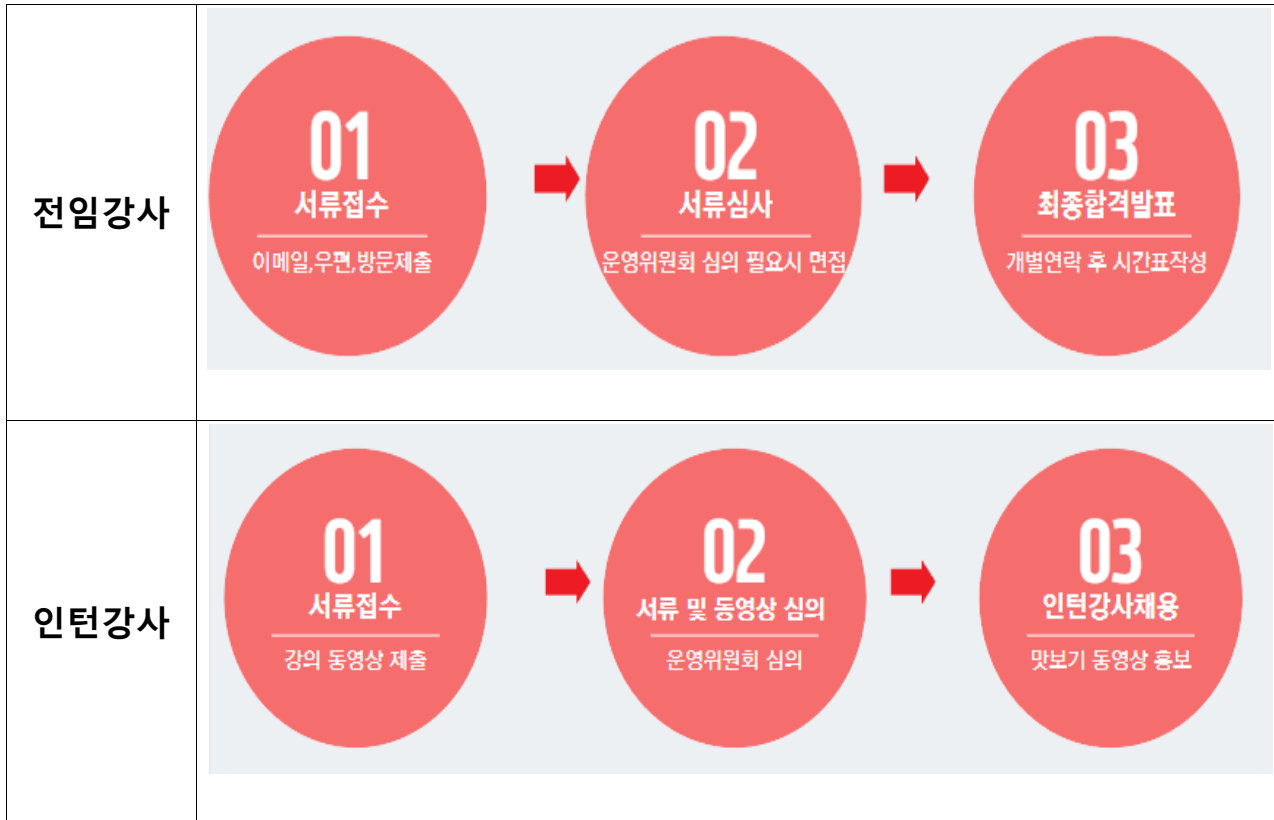 전임강사
01
서류접수
이메일,우편,방문제출
02
서류심사
운영위원회 심의 필요시 면접
03
최종합격발표
개별연락 후 시간표작성
인턴강사
01
서류접수
강의 동영상 제출
02
서류 및 동영상 심의
운영위원회 심의
03
인턴강사채용
맛보기 동영상 홍보